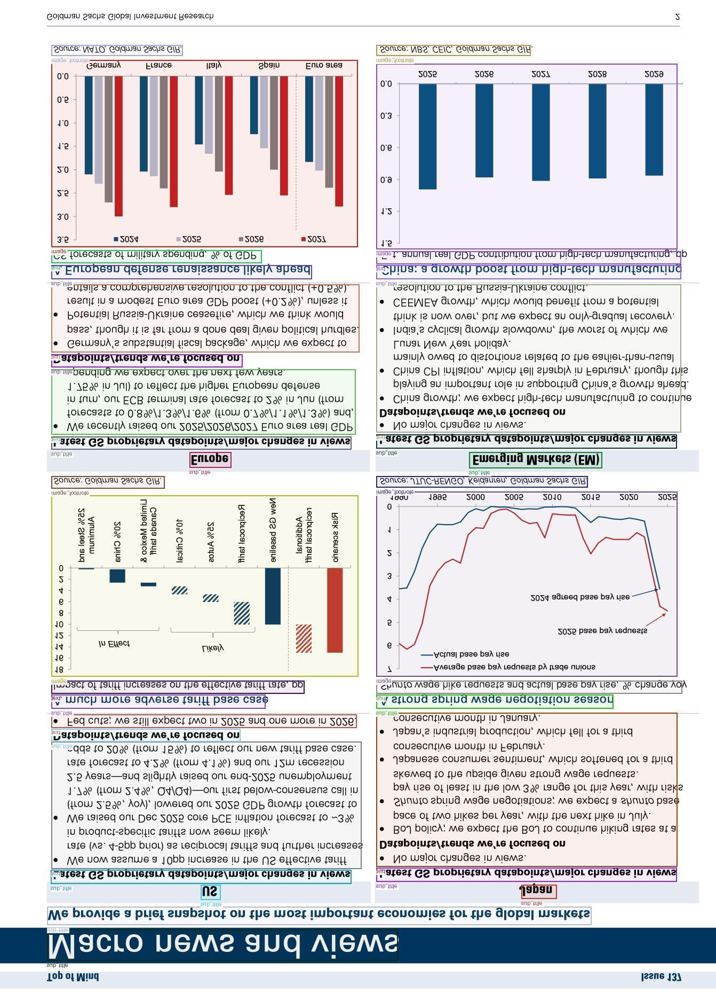 Top of Mind
Issue 137
Macro news and views
We provide a brief snapshot on the most important economies for the global markets
US
Latest GS proprietary datapoints/major changes in views
• We now assume a 10pp increase in the US effective tariff
rate (vs. 4-5pp prior) as reciprocal tariffs and further increases
in product-specific tariffs now seem likely.
• We raised our Dec 2025 core PCE inflation forecast to ~3%
(from 2.5%, yoy), lowered our 2025 GDP growth forecast to
1.7% (from 2.4%, Q4/Q4)—our first below-consensus call in
2.5 years—and slightly raised our end-2025 unemployment
rate forecast to 4.2% (from 4.1%) and our 12m recession
odds to 20% (from 15%) to reflect our new tariff base case.
Datapoints/trends we're focused on
• Fed cuts; we still expect two in 2025 and one more in 2026.
A much more adverse tariff base case
Impact of tariff increases on the effective tariff rate, pp
18
16
14
12
10
8
6
4
2
0
In Effect
Likely
25% Steel and Aluminum
20% China
Limited Mexico & Canada tariff
10% Critical
25% Autos
Reciprocal tariff
New GS baseline
Additional reciprocal tariff
Risk scenario
Source: Goldman Sachs GIR.
Japan
Latest GS proprietary datapoints/major changes in views
• No major changes in views.
Datapoints/trends we're focused on
• BoJ policy; we expect the BoJ to continue hiking rates at a
pace of two hikes per year, with the next hike in July.
• Shunto spring wage negotiations; we expect a shunto base
pay rise of least in the low 3% range for this year, with risks
skewed to the upside given strong wage requests.
• Japanese consumer sentiment, which softened for a third
consecutive month in February.
• Japan's industrial production, which fell for a third
consecutive month in January.
A strong spring wage negotiation season
Shunto wage hike requests and actual base pay rise, % change yoy
7
6
5
4
3
2
1
0
Average base pay requests by trade unions
Actual base pay rise
2025 base pay requests
2024 agreed base pay rise
1990 1995 2000 2005 2010 2015 2020 2025
Source: JTUC-RENGO, Keidanren, Goldman Sachs GIR.
Europe
Latest GS proprietary datapoints/major changes in views
• We recently raised our 2025/2026/2027 Euro area real GDP
forecasts to 0.8%/1.3%/1.6% (from 0.7%/1.1%/1.3%) and,
in turn, our ECB terminal rate forecast to 2% in Jun (from
1.75% in Jul) to reflect the higher European defense
spending we expect over the next few years.
Datapoints/trends we're focused on
• Germany's substantial fiscal package, which we expect to
pass, though it is far from a done deal given political hurdles.
• Potential Russia-Ukraine ceasefire, which we think would
result in a modest Euro area GDP boost (+0.2%), unless it
entails a comprehensive resolution to the conflict (+0.5%).
A European defense renaissance likely ahead
GS forecasts of military spending, % of GDP
3.5
3.0
2.5
2.0
1.5
1.0
0.5
0.0
2024 2025 2026 2027
Germany France Italy Spain Euro area
Source: NATO, Goldman Sachs GIR.
Emerging Markets (EM)
Latest GS proprietary datapoints/major changes in views
• No major changes in views.
Datapoints/trends we're focused on
• China growth; we expect high-tech manufacturing to continue
playing an important role in supporting China's growth ahead.
• China CPI inflation, which fell sharply in February, though this
mainly owed to distortions related to the earlier-than-usual
Lunar New Year holiday.
• India's cyclical growth slowdown, the worst of which we
think is now over, but we expect an only-gradual recovery.
• CEEMEA growth, which would benefit from a potential
resolution to the Russia-Ukraine conflict.
China: a growth boost from high-tech manufacturing
Est. annual real GDP contribution from high-tech manufacturing, pp
1.5
1.2
0.9
0.6
0.3
0.0
2025 2026 2027 2028 2029
Source: NBS, CEIC, Goldman Sachs GIR.
Goldman Sachs Global Investment Research
2